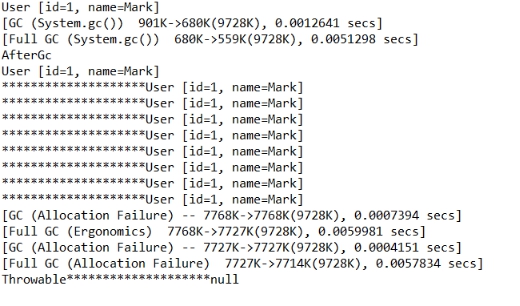 User [id=1, name=Mark]
[GC (System.gc())  901K->680K(9728K), 0.0012641 secs]
[Full GC (System.gc())  680K->559K(9728K), 0.0051298 secs]
AfterGc
User [id=1, name=Mark]
********************User [id=1, name=Mark]
********************User [id=1, name=Mark]
********************User [id=1, name=Mark]
********************User [id=1, name=Mark]
********************User [id=1, name=Mark]
********************User [id=1, name=Mark]
********************User [id=1, name=Mark]
********************User [id=1, name=Mark]
[GC (Allocation Failure) -- 7768K->7768K(9728K), 0.0007394 secs]
[Full GC (Ergonomics)  7768K->7727K(9728K), 0.0059981 secs]
[GC (Allocation Failure) -- 7727K->7727K(9728K), 0.0004151 secs]
[Full GC (Allocation Failure)  7727K->7714K(9728K), 0.0057834 secs]
Throwable********************null